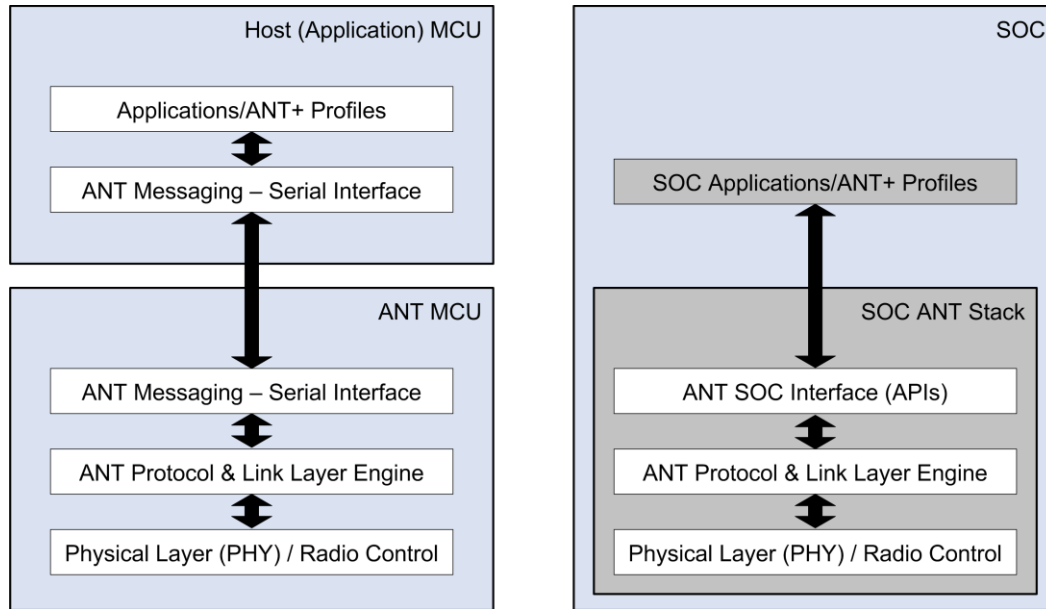 Host (Application) MCU
Applications/ANT+ Profiles
ANT Messaging – Serial Interface
ANT MCU
ANT Messaging – Serial Interface
ANT Protocol & Link Layer Engine
Physical Layer (PHY) / Radio Control
SOC
SOC Applications/ANT+ Profiles
SOC ANT Stack
ANT SOC Interface (APIs)
ANT Protocol & Link Layer Engine
Physical Layer (PHY) / Radio Control